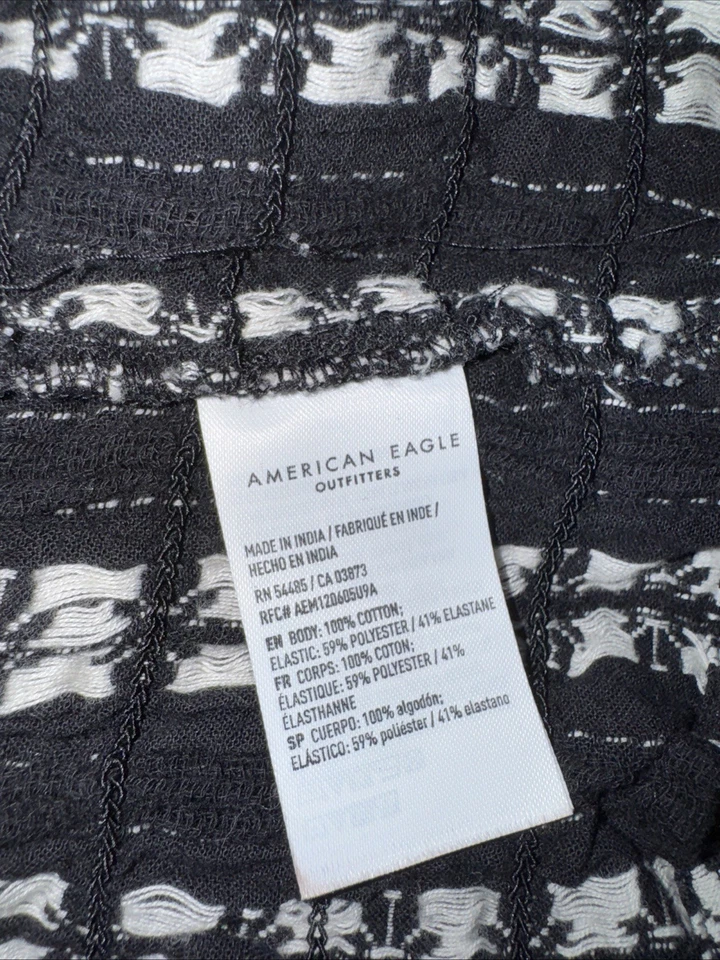 AMERICAN EAGLE
OUTFITTERS
MADE IN INDIA / FABRIQUÉ EN INDE /
HECHO EN INDIA
RN 54485 / CA 03873
RFC# AEM120605U9A
EN BODY: 100% COTTON;
ELASTIC: 59% POLYESTER / 41% ELASTANE
FR CORPS: 100% COTON;
ÉLASTIQUE: 59% POLYESTER / 41%
ÉLASTHANNE
SP CUERPO: 100% algodón;
ELÁSTICO: 59% poliéster / 41% elastano